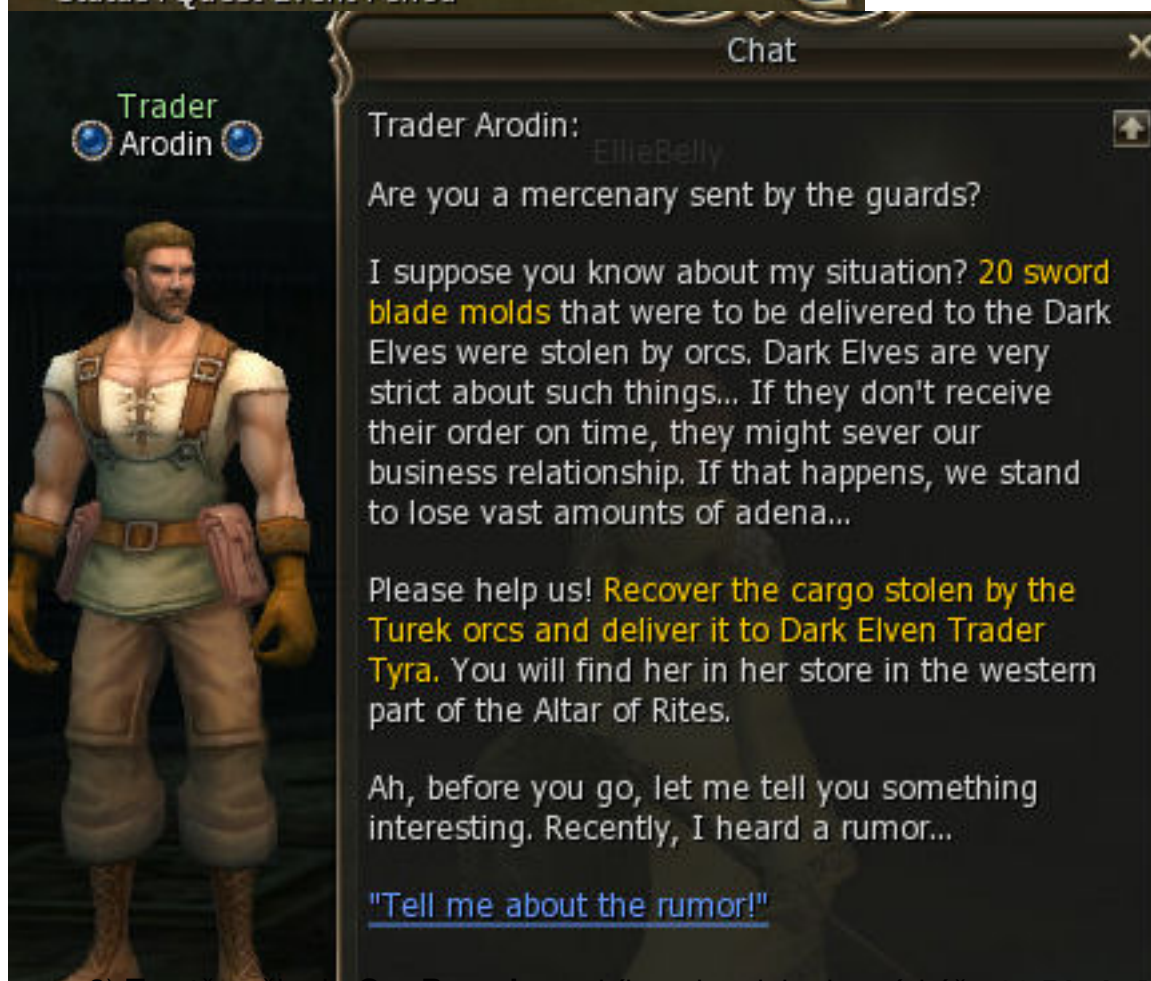 Chat
Trader
Arodin
Trader Arodin:
EllieBelly
Are you a mercenary sent by the guards?
I suppose you know about my situation? 20 sword
blade molds that were to be delivered to the Dark
Elves were stolen by orcs. Dark Elves are very
strict about such things... If they don't receive
their order on time, they might sever our
business relationship. If that happens, we stand
to lose vast amounts of adena...
Please help us! Recover the cargo stolen by the
Turek orcs and deliver it to Dark Elven Trader
Tyra. You will find her in her store in the western
part of the Altar of Rites.
Ah, before you go, let me tell you something
interesting. Recently, I heard a rumor...
"Tell me about the rumor!"